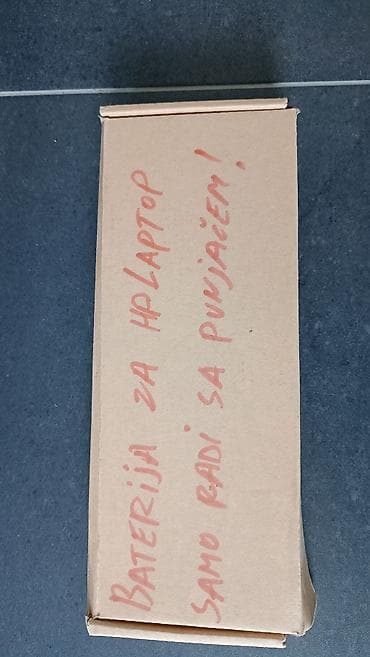 BATERIJA ZA HP LAPTOP
SAMO RADI SA PUNJAČEM!